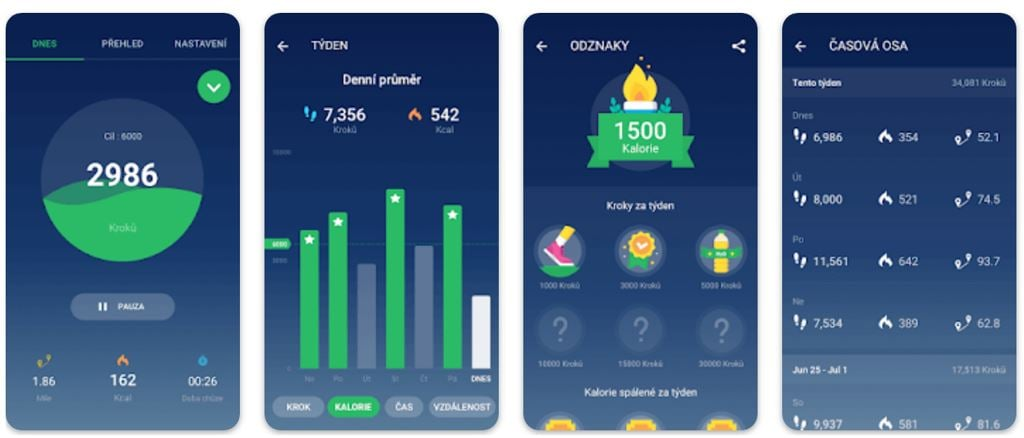 DNES PŘEHLED NASTAVENÍ
Cíl : 6000
2986
Kroků
PAUZA
1.86 162 00:26
Míle Kcal Doba chůze
TÝDEN
Denní průměr
7,356 542
Kroků Kcal
10000
6000
3000
0
Ne Po Út St Čt Pá DNES
KROK KALORIE ČAS VZDÁLENOST
ODZNAKY
1500
Kalorie
Kroky za týden
H₂O
1000 Kroků 3000 Kroků 5000 Kroků
? ? ?
10000 Kroků 15000 Kroků 30000 Kroků
Kalorie spálené za týden
ČASOVÁ OSA
Tento týden 34,081 Kroků
Dnes
6,986 354 52.1
Út
8,000 521 74.5
Po
11,561 642 93.7
Ne
7,534 389 62.8
Jun 25 - Jul 1 17,513 Kroků
So
9,937 581 81.6